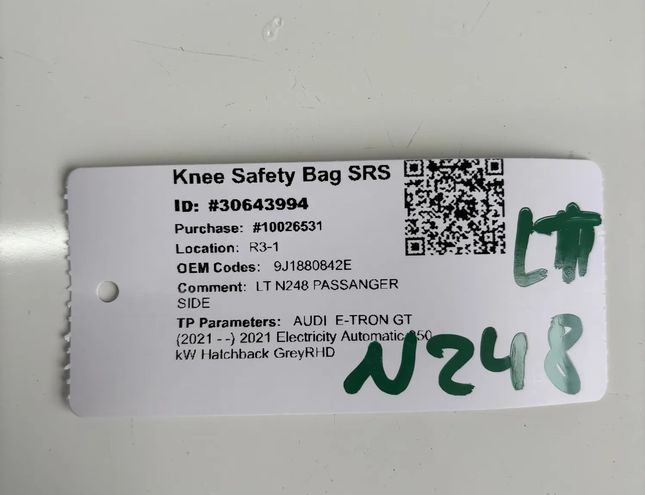 Knee Safety Bag SRS
ID: #30643994
Purchase: #10026531
Location: R3-1
OEM Codes: 9J1880842E
Comment: LT N248 PASSANGER
SIDE
TP Parameters: AUDI E-TRON GT
(2021 - -) 2021 Electricity Automatic 350
kW Hatchback GreyRHD
LT
N248